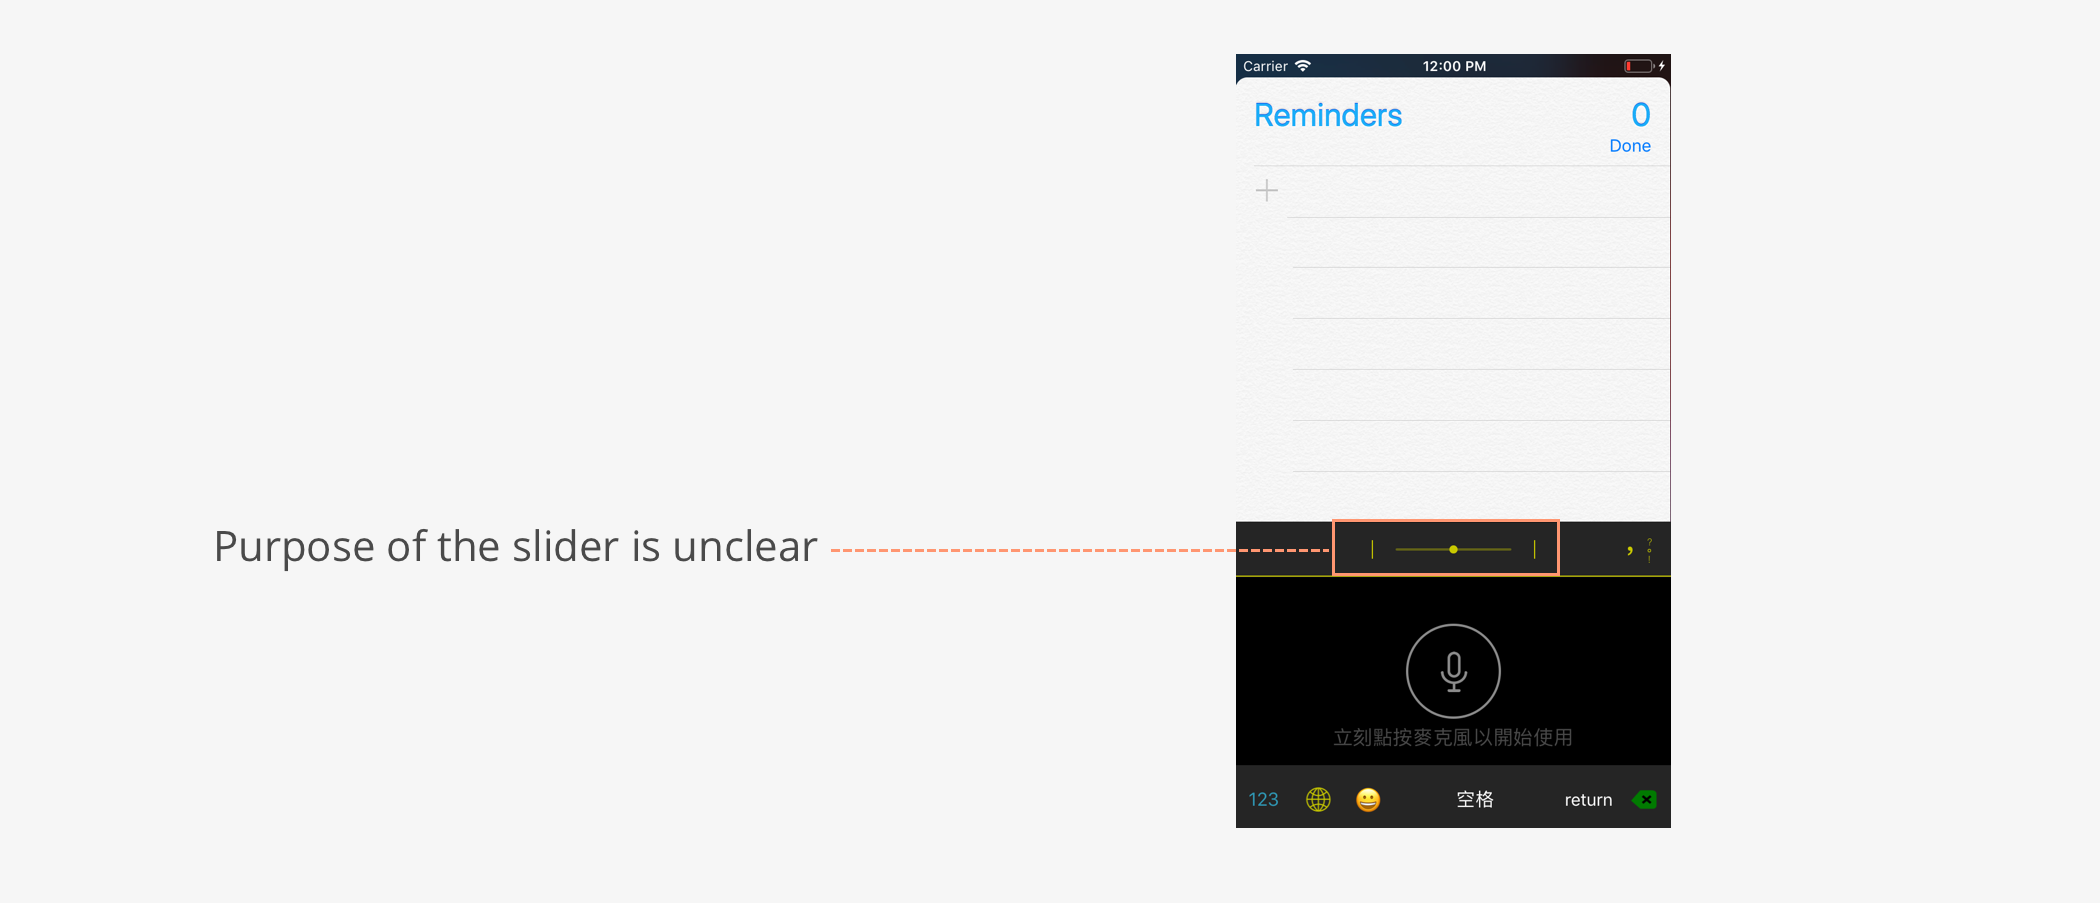 Carrier 12:00 PM
Reminders 0
Done
Purpose of the slider is unclear
, ? 。 !
立刻點按麥克風以開始使用
123 空格 return